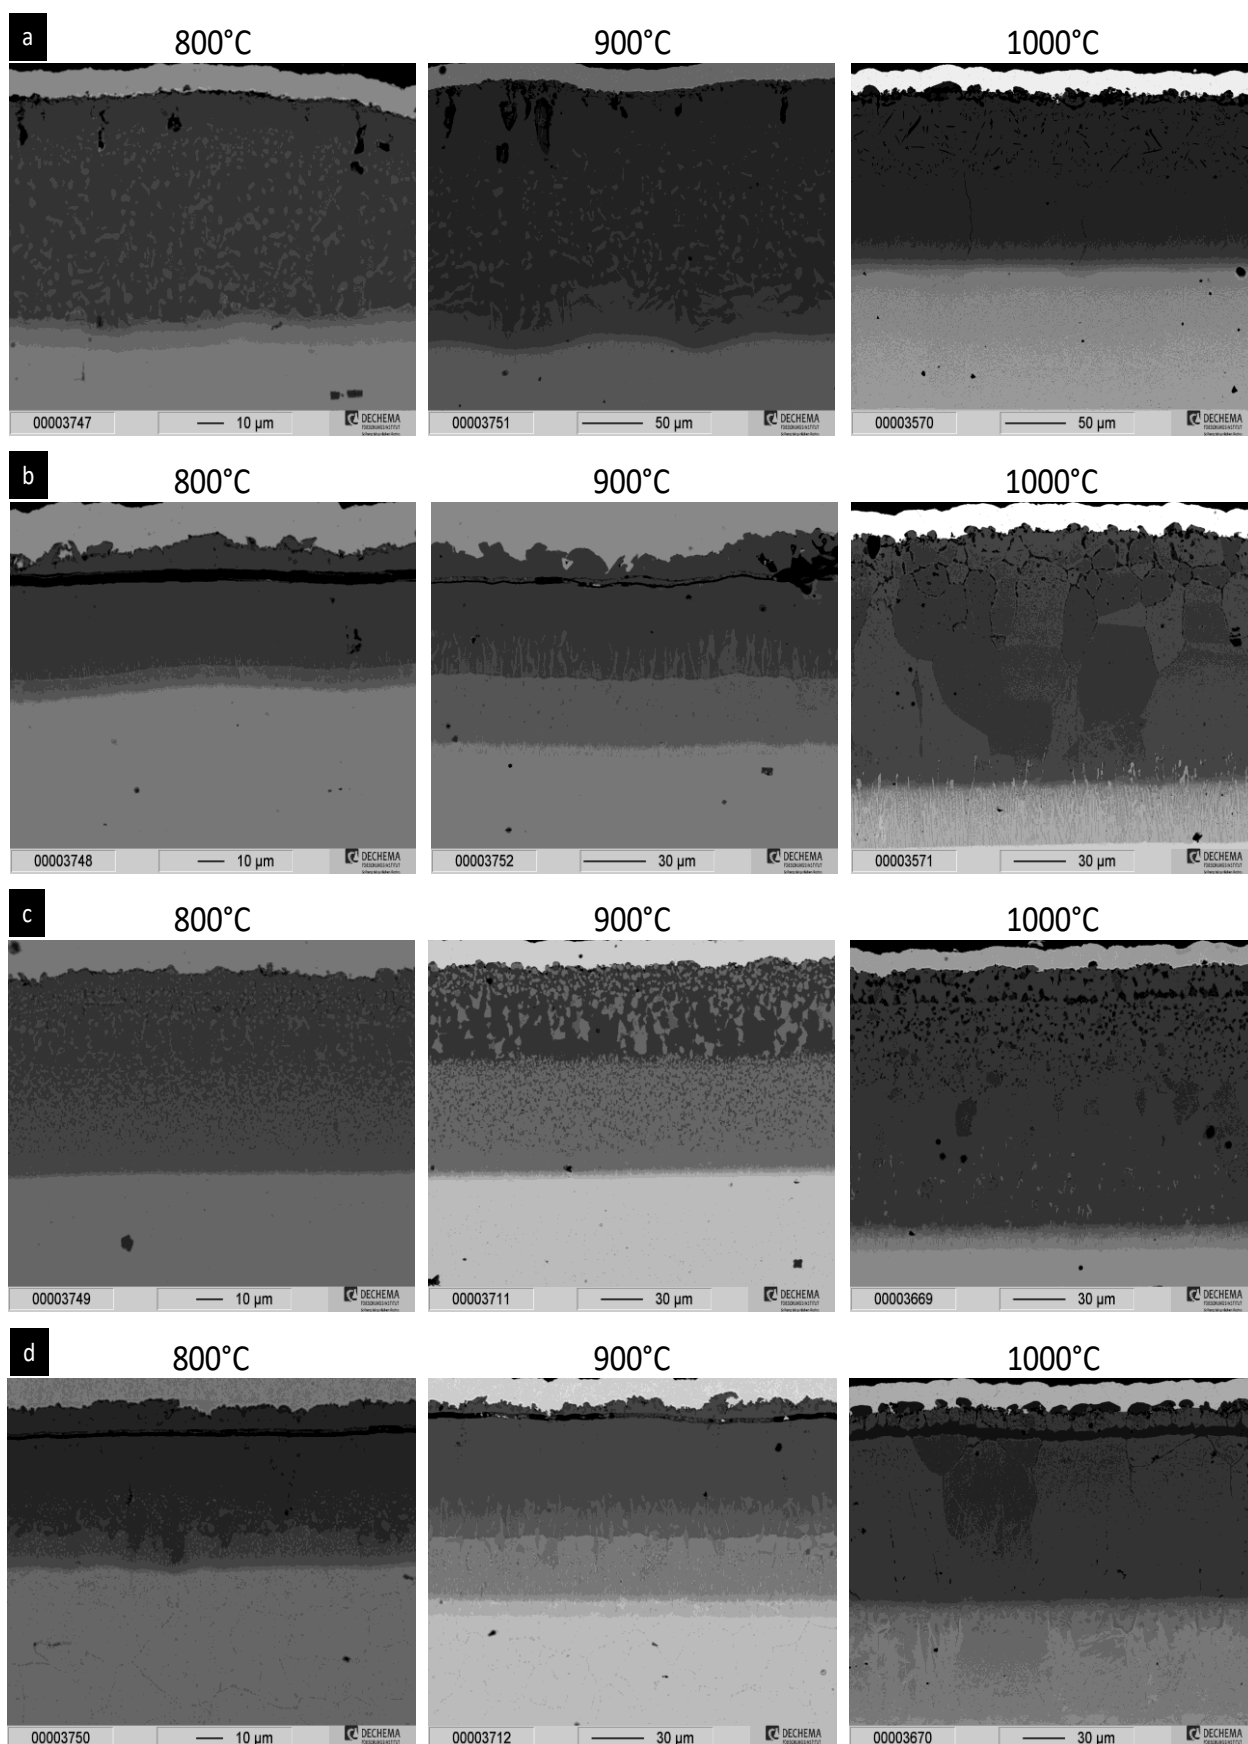 a
800°C 900°C 1000°C
00003747 10 µm DECHEMA 00003751 50 µm DECHEMA 00003570 50 µm DECHEMA
b
800°C 900°C 1000°C
00003748 10 µm DECHEMA 00003752 30 µm DECHEMA 00003571 30 µm DECHEMA
c
800°C 900°C 1000°C
00003749 10 µm DECHEMA 00003711 30 µm DECHEMA 00003669 30 µm DECHEMA
d
800°C 900°C 1000°C
00003750 10 µm DECHEMA 00003712 30 µm DECHEMA 00003670 30 µm DECHEMA